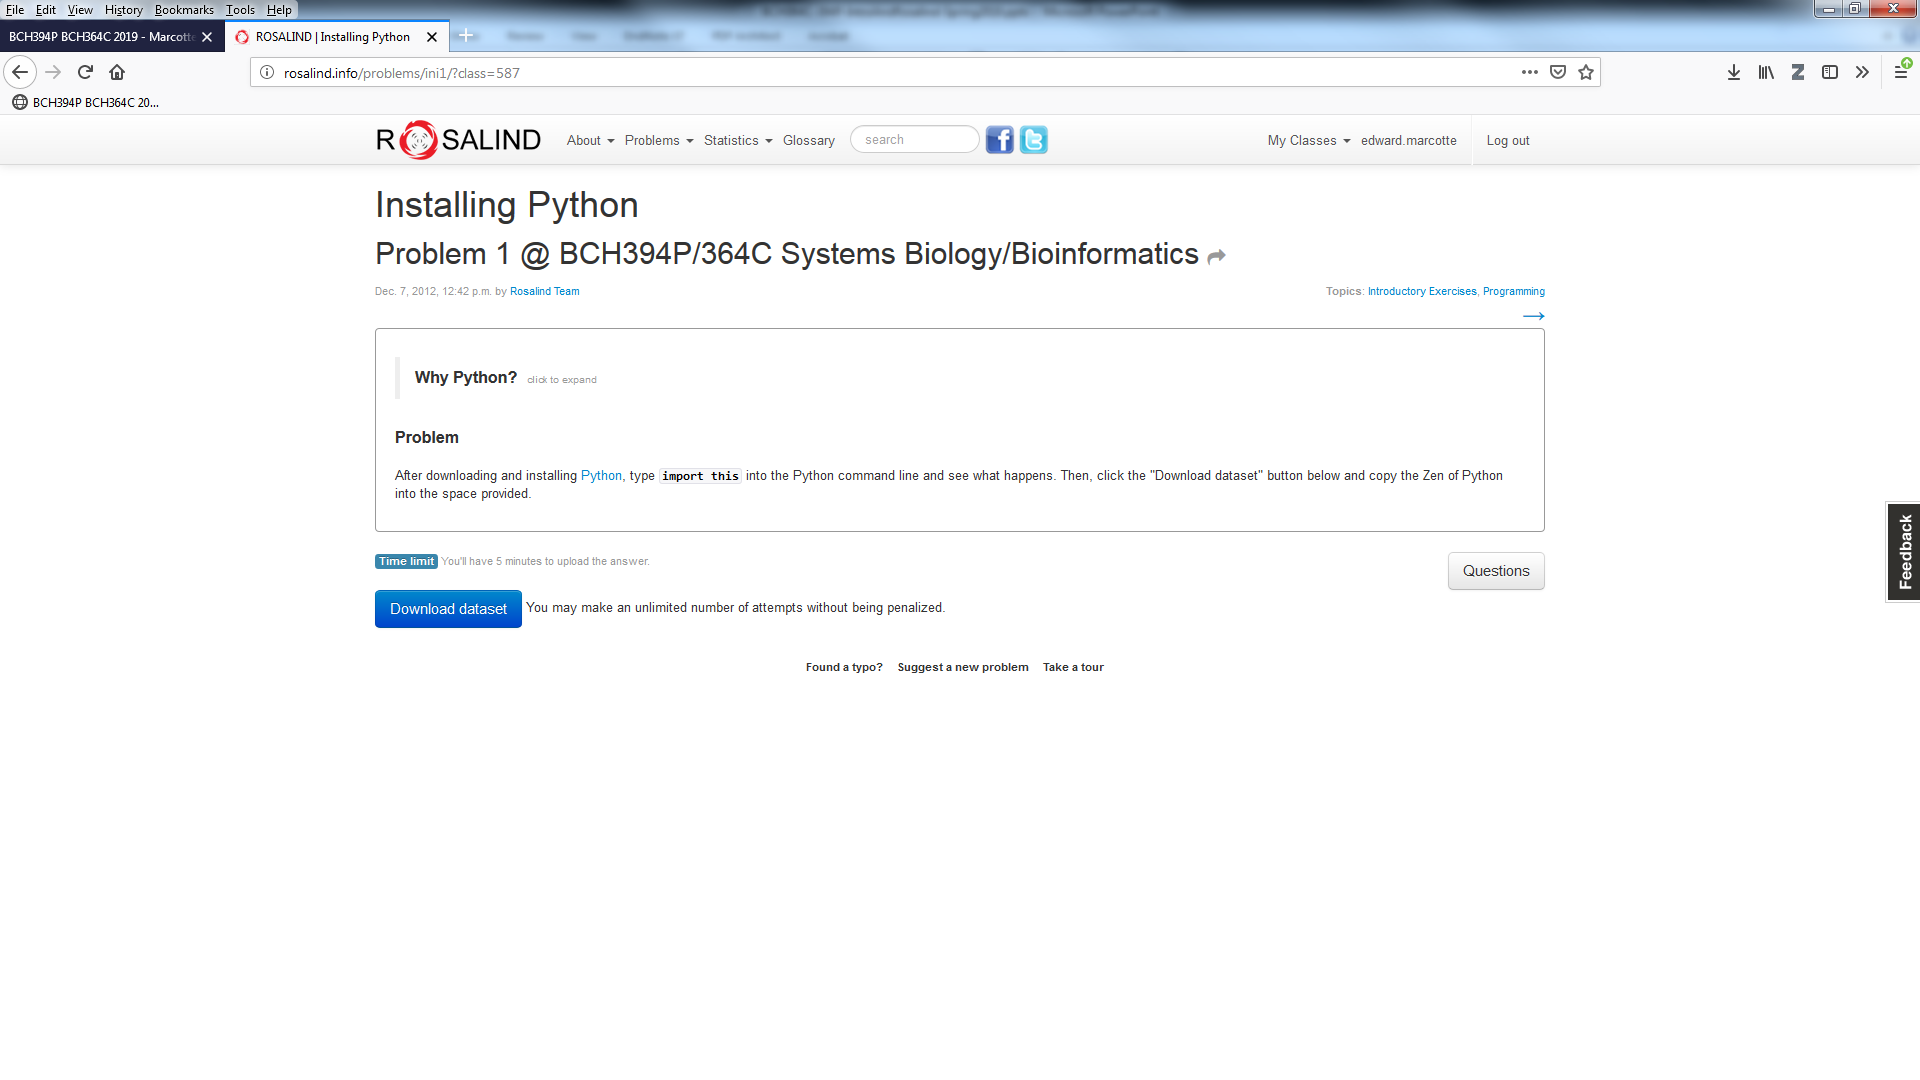 File Edit View History Bookmarks Tools Help
BCH394P BCH364C 2019 - Marcott
ROSALIND | Installing Python
rosalind.info/problems/ini1/?class=587
BCH394P BCH364C 20...
ROSALIND About Problems Statistics Glossary search My Classes edward.marcotte Log out
Installing Python
Problem 1 @ BCH394P/364C Systems Biology/Bioinformatics
Dec. 7, 2012, 12:42 p.m. by Rosalind Team Topics: Introductory Exercises, Programming
Why Python? click to expand
Problem
After downloading and installing Python, type import this into the Python command line and see what happens. Then, click the "Download dataset" button below and copy the Zen of Python
into the space provided.
Time limit You'll have 5 minutes to upload the answer.
Questions
Download dataset You may make an unlimited number of attempts without being penalized.
Found a typo? Suggest a new problem Take a tour
Feedback